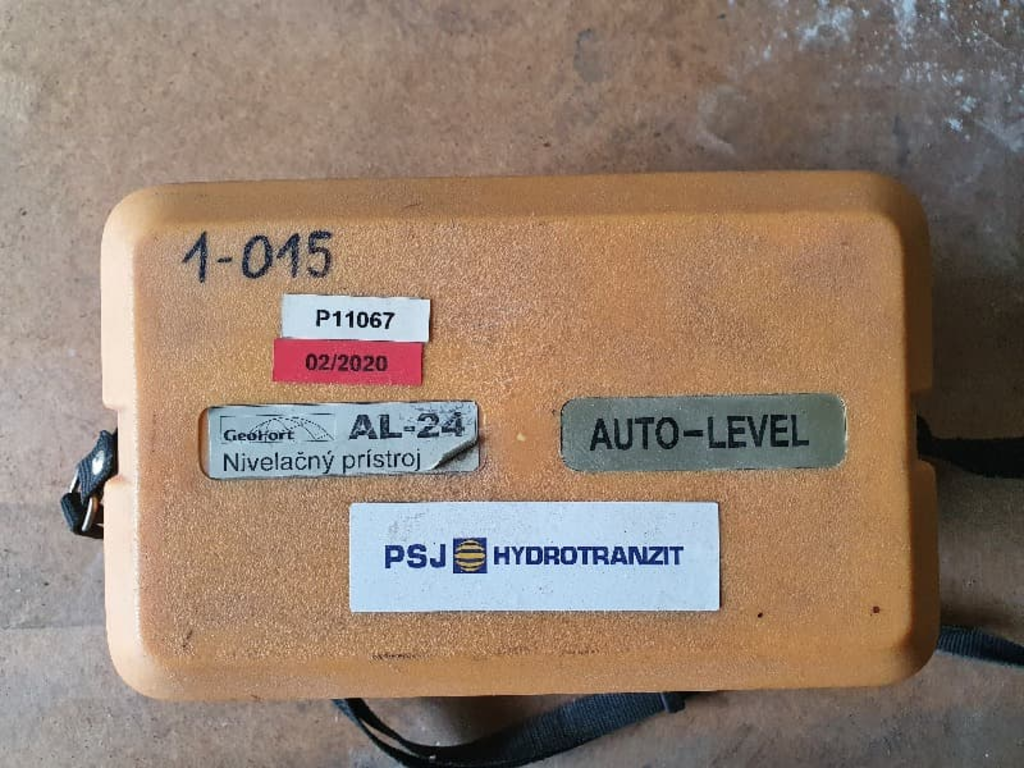 1-015
P11067
02/2020
GeoFort AL-24
Nivelačný prístroj
AUTO-LEVEL
PSJ HYDROTRANZIT